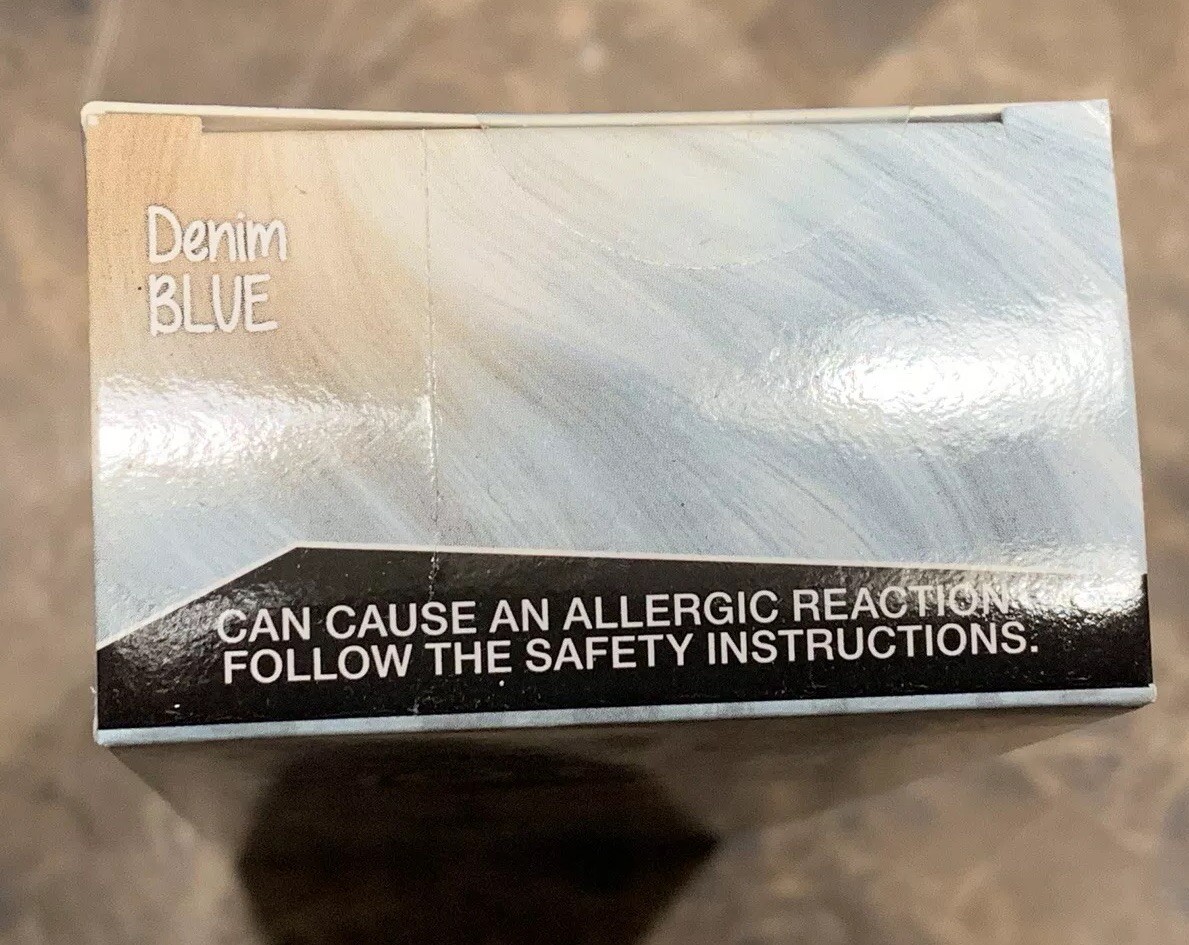 Denim
BLUE
CAN CAUSE AN ALLERGIC REACTION
FOLLOW THE SAFETY INSTRUCTIONS.